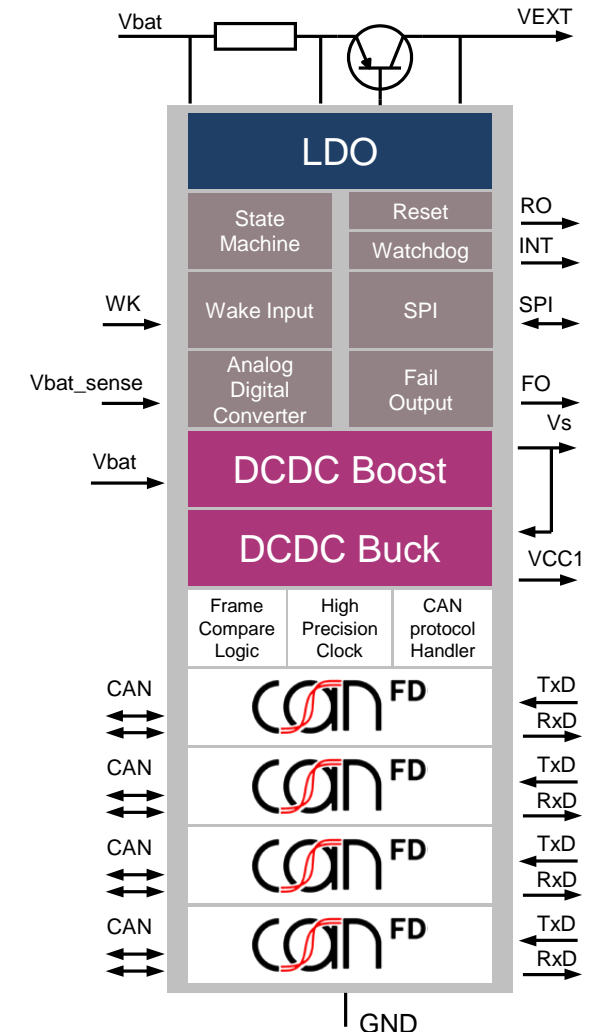 Vbat
VEXT
LDO
State
Machine
Reset
Watchdog
RO
INT
WK
Wake Input
SPI
SPI
Vbat_sense
Analog
Digital
Converter
Fail
Output
FO
Vs
Vbat
DCDC Boost
DCDC Buck
VCC1
Frame
Compare
Logic
High
Precision
Clock
CAN
protocol
Handler
CAN
CAN FD
TxD
RxD
CAN
CAN FD
TxD
RxD
CAN
CAN FD
TxD
RxD
CAN
CAN FD
TxD
RxD
GND